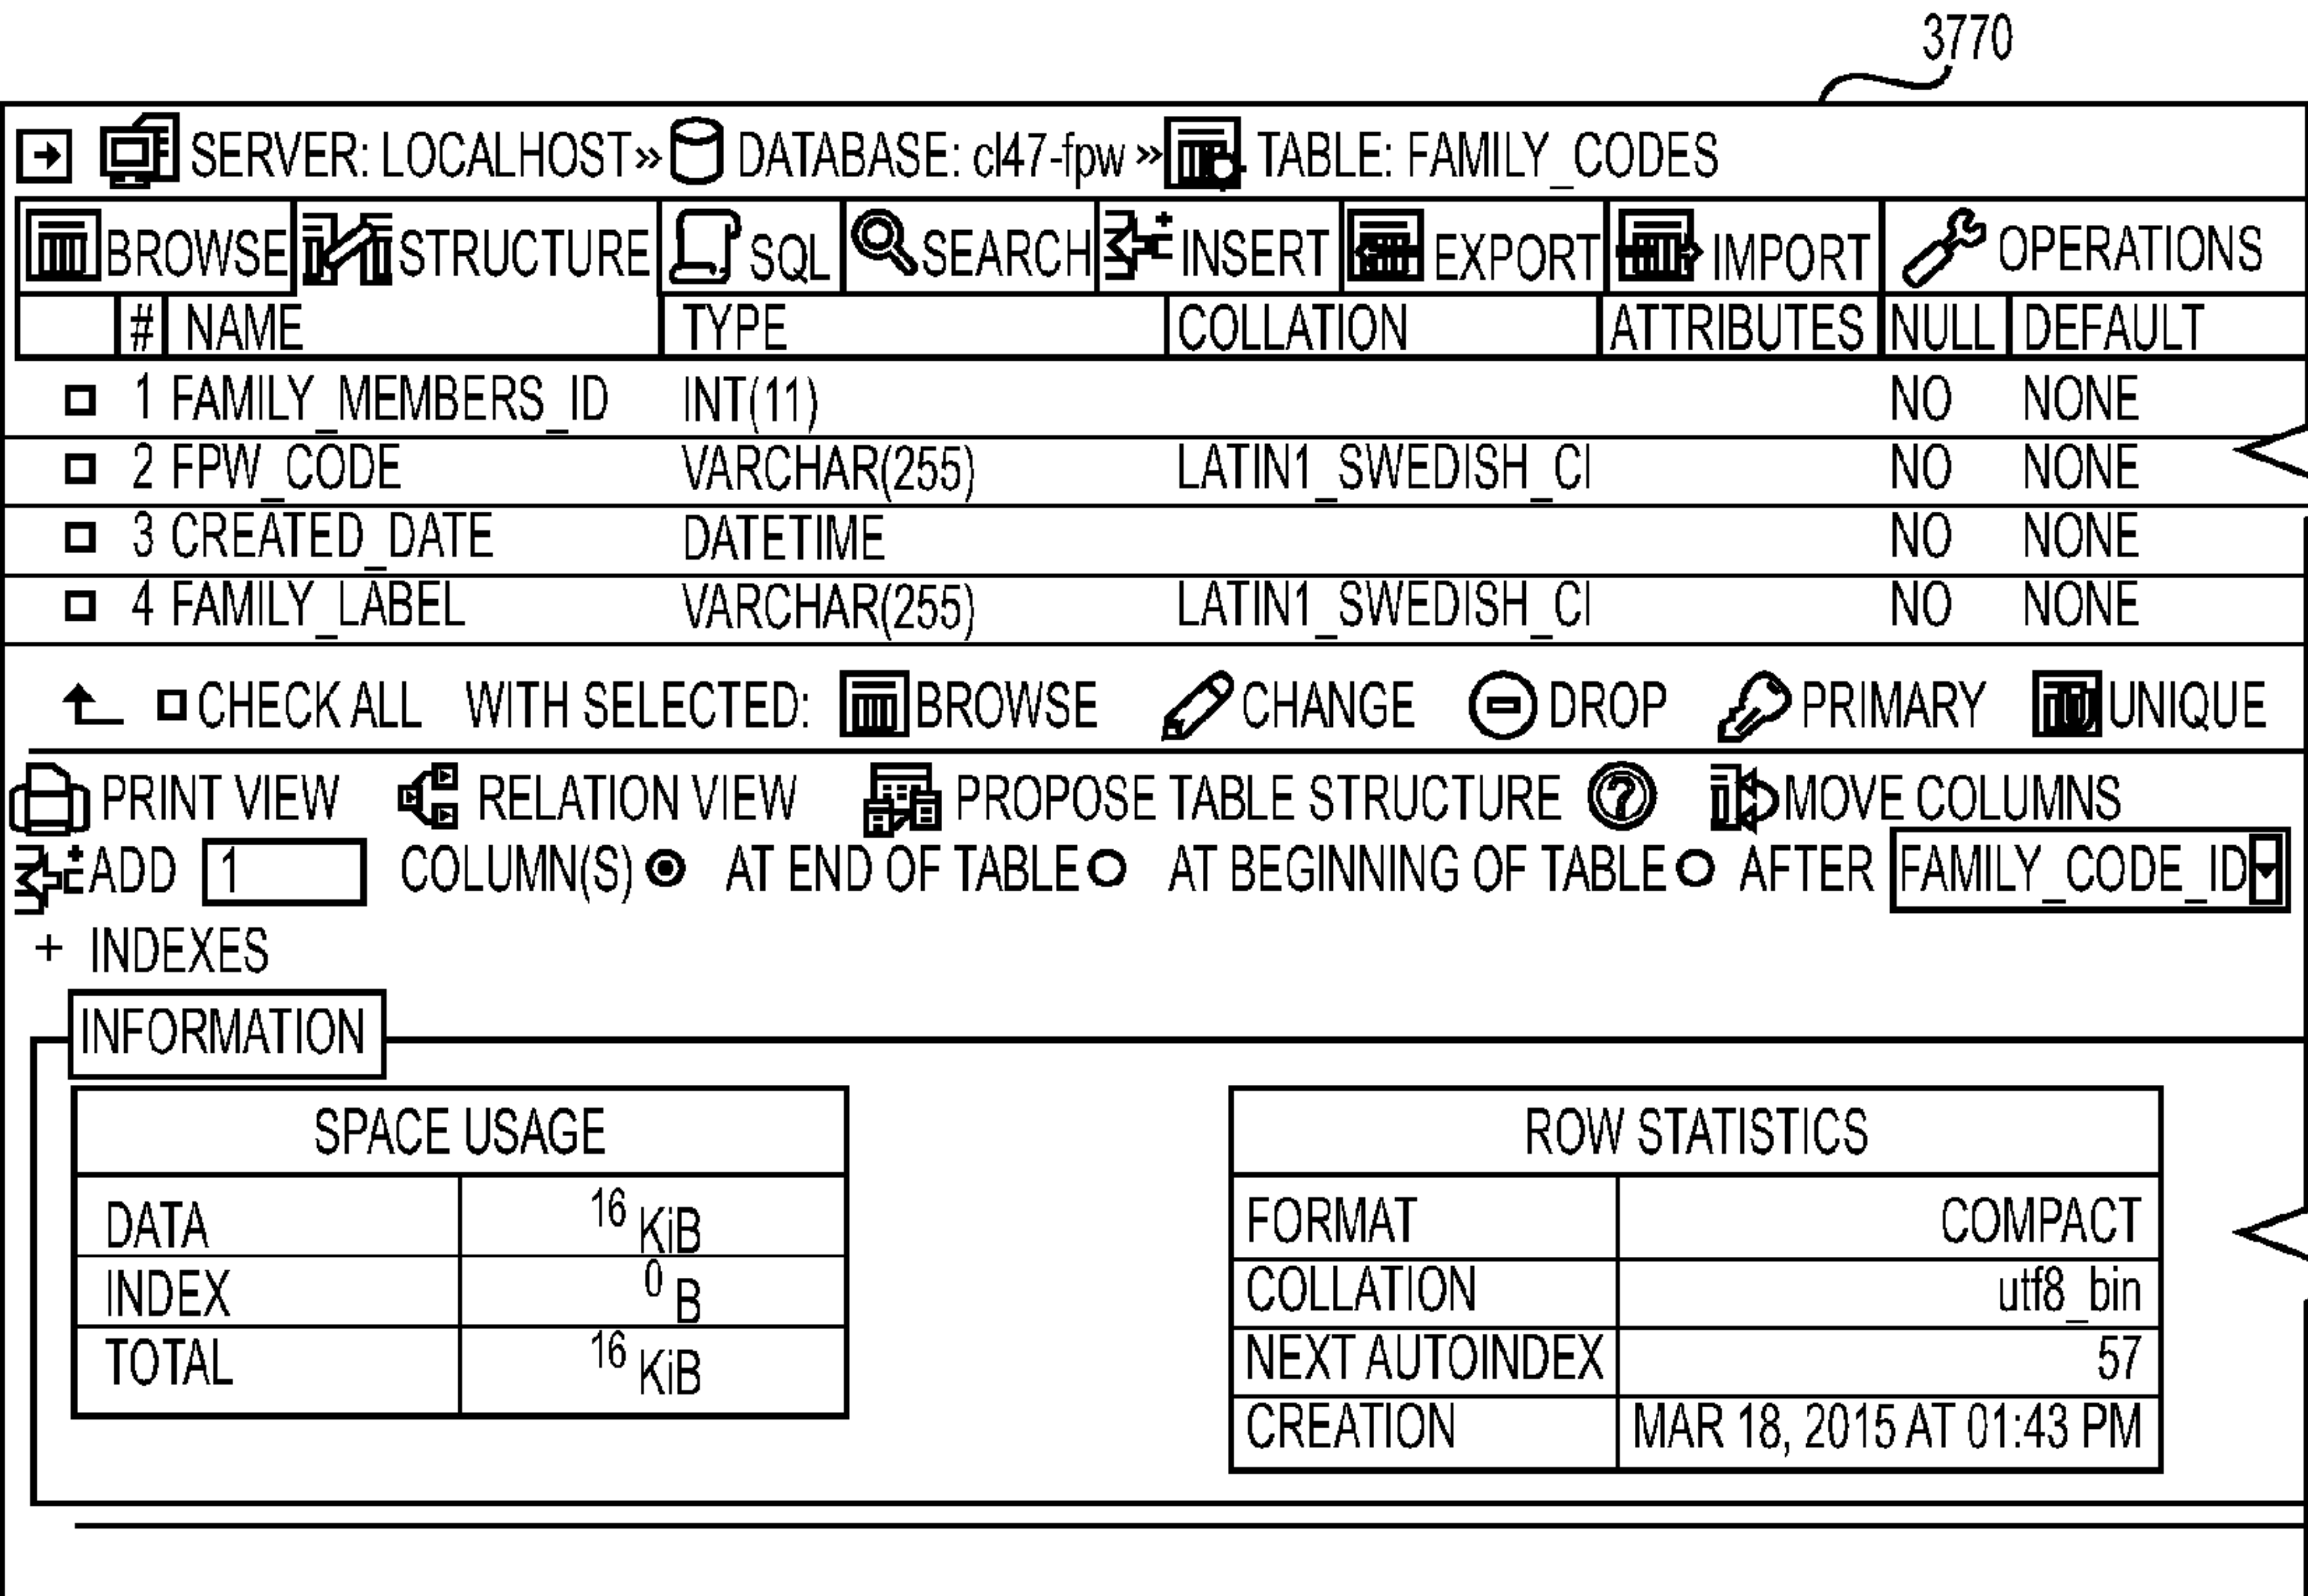 3770
SERVER: LOCALHOST» DATABASE: cl47-fpw » TABLE: FAMILY_CODES
BROWSE STRUCTURE SQL SEARCH INSERT EXPORT IMPORT OPERATIONS
# NAME TYPE COLLATION ATTRIBUTES NULL DEFAULT
1 FAMILY_MEMBERS_ID INT(11) NO NONE
2 FPW_CODE VARCHAR(255) LATIN1_SWEDISH_CI NO NONE
3 CREATED_DATE DATETIME NO NONE
4 FAMILY_LABEL VARCHAR(255) LATIN1_SWEDISH_CI NO NONE
CHECK ALL WITH SELECTED: BROWSE CHANGE DROP PRIMARY UNIQUE
PRINT VIEW RELATION VIEW PROPOSE TABLE STRUCTURE ? MOVE COLUMNS
ADD 1 COLUMN(S) AT END OF TABLE AT BEGINNING OF TABLE AFTER FAMILY_CODE_ID
+ INDEXES
INFORMATION
SPACE USAGE
DATA 16 KiB
INDEX 0 B
TOTAL 16 KiB
ROW STATISTICS
FORMAT COMPACT
COLLATION utf8_bin
NEXT AUTOINDEX 57
CREATION MAR 18, 2015 AT 01:43 PM